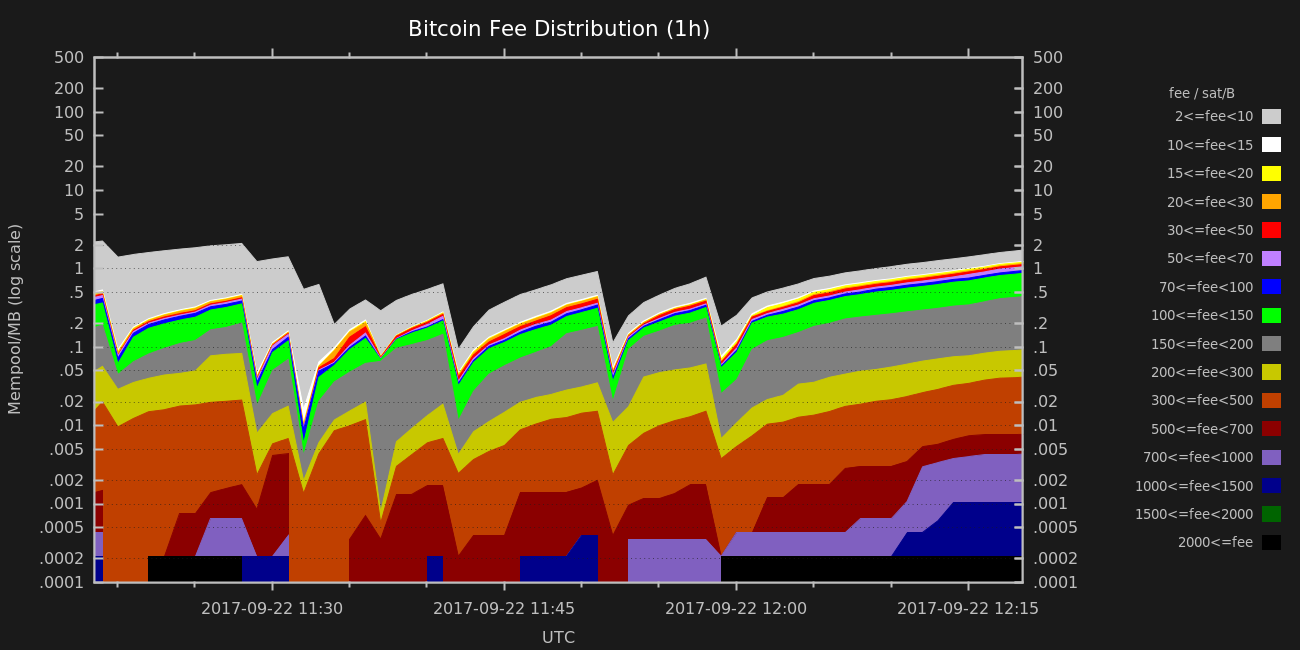 Bitcoin Fee Distribution (1h)
Mempool/MB (log scale)
500
200
100
50
20
10
5
2
1
.5
.2
.1
.05
.02
.01
.005
.002
.001
.0005
.0002
.0001
500
200
100
50
20
10
5
2
1
.5
.2
.1
.05
.02
.01
.005
.002
.001
.0005
.0002
.0001
2017-09-22 11:30
2017-09-22 11:45
2017-09-22 12:00
2017-09-22 12:15
UTC
fee / sat/B
2<=fee<10
10<=fee<15
15<=fee<20
20<=fee<30
30<=fee<50
50<=fee<70
70<=fee<100
100<=fee<150
150<=fee<200
200<=fee<300
300<=fee<500
500<=fee<700
700<=fee<1000
1000<=fee<1500
1500<=fee<2000
2000<=fee